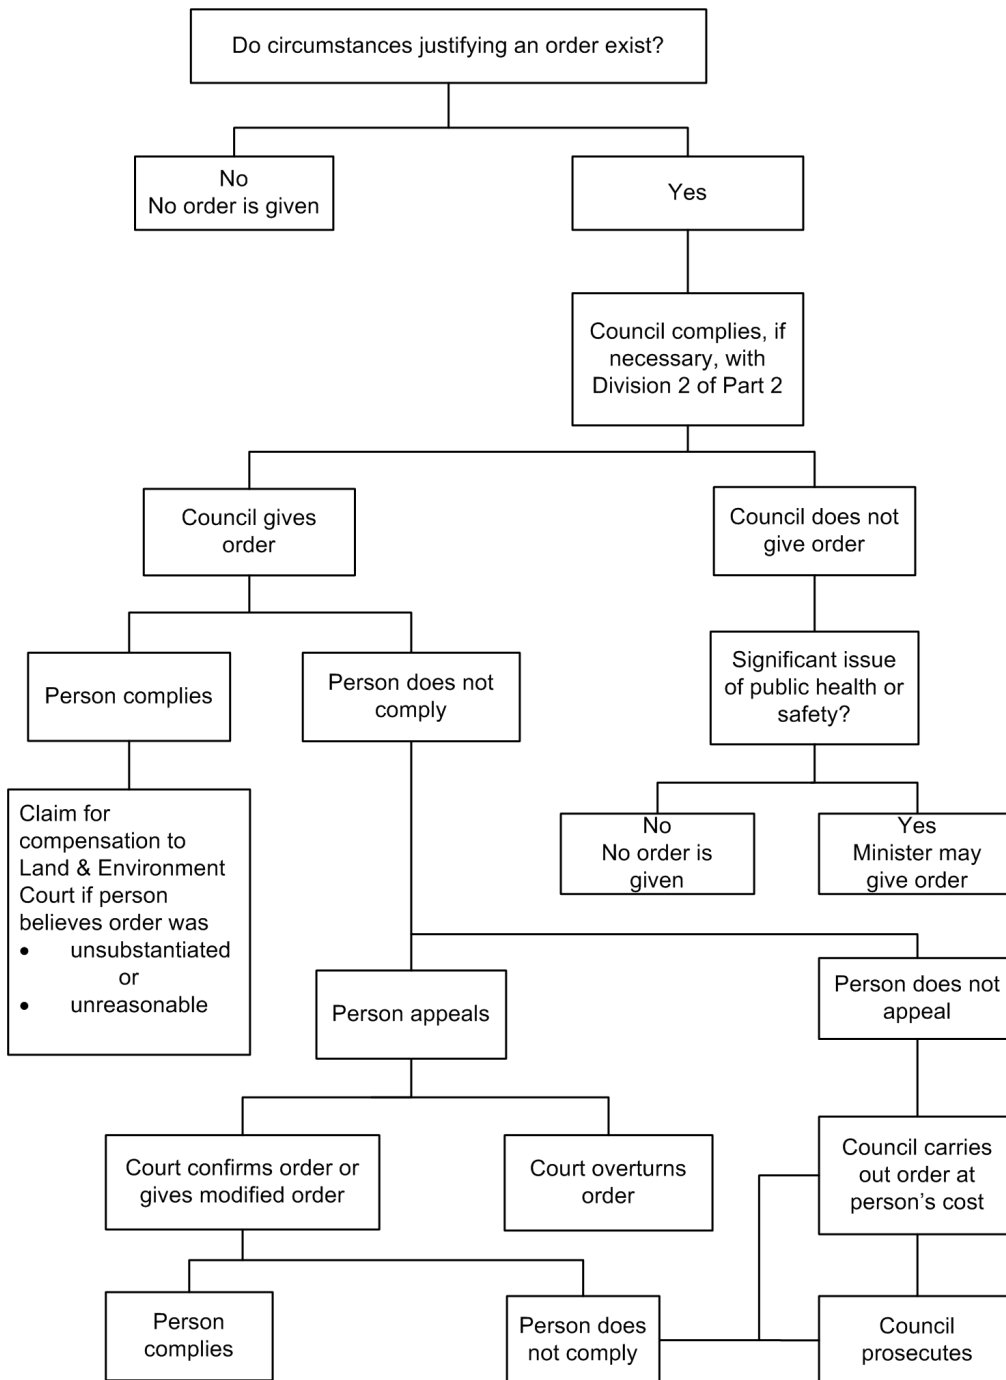 Do circumstances justifying an order exist?
No
No order is given
Yes
Council complies, if
necessary, with
Division 2 of Part 2
Council gives
order
Council does not
give order
Person complies
Person does not
comply
Significant issue
of public health or
safety?
Claim for
compensation to
Land & Environment
Court if person
believes order was
• unsubstantiated
or
• unreasonable
No
No order is
given
Yes
Minister may
give order
Person appeals
Person does not
appeal
Court confirms order or
gives modified order
Court overturns
order
Council carries
out order at
person's cost
Person
complies
Person does
not comply
Council
prosecutes